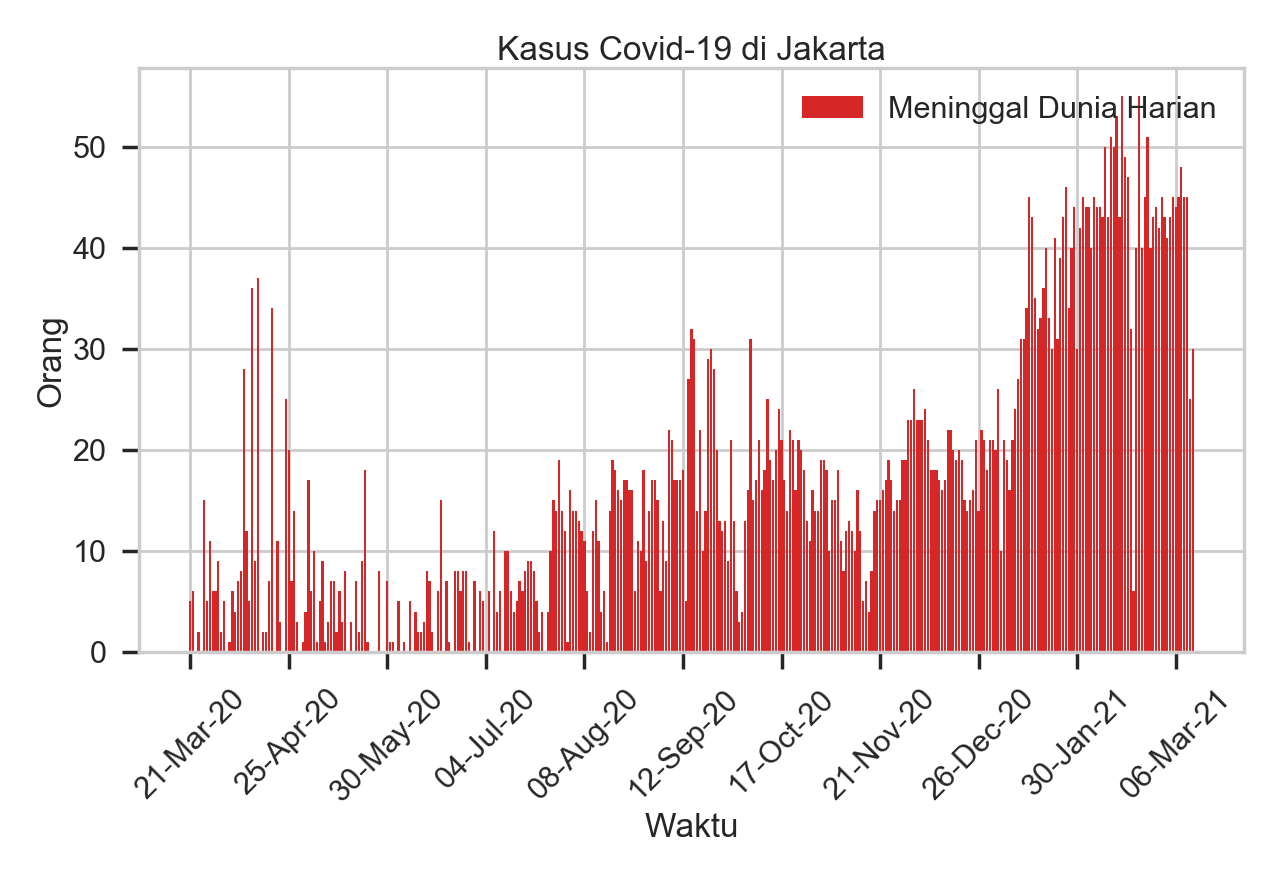 Kasus Covid-19 di Jakarta
Meninggal Dunia Harian
50
40
30
20
10
0
Orang
21-Mar-20
25-Apr-20
30-May-20
04-Jul-20
08-Aug-20
12-Sep-20
17-Oct-20
21-Nov-20
26-Dec-20
30-Jan-21
06-Mar-21
Waktu